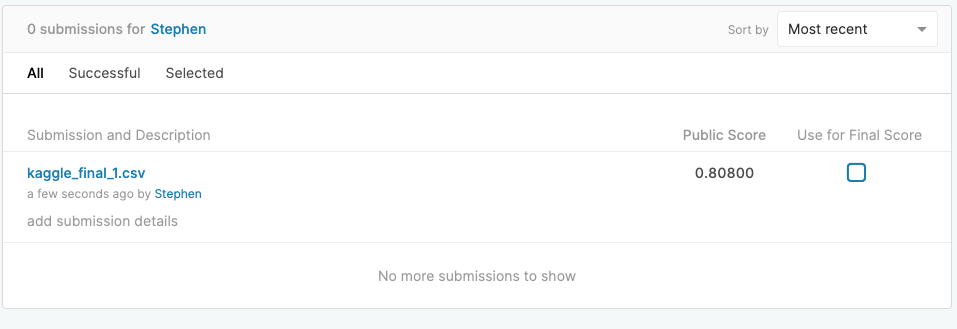 0 submissions for Stephen
Sort by Most recent
All Successful Selected
Submission and Description Public Score Use for Final Score
kaggle_final_1.csv 0.80800
a few seconds ago by Stephen
add submission details
No more submissions to show